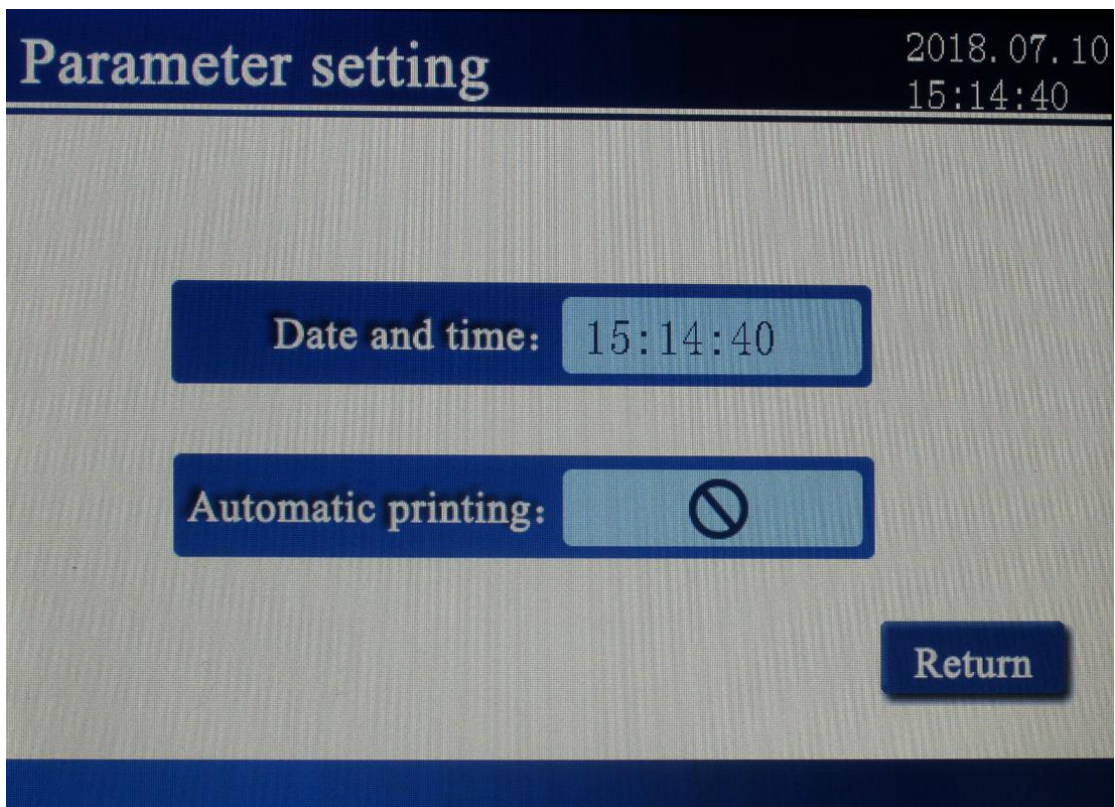 Parameter setting
2018.07.10
15:14:40
Date and time: 15:14:40
Automatic printing:
Return